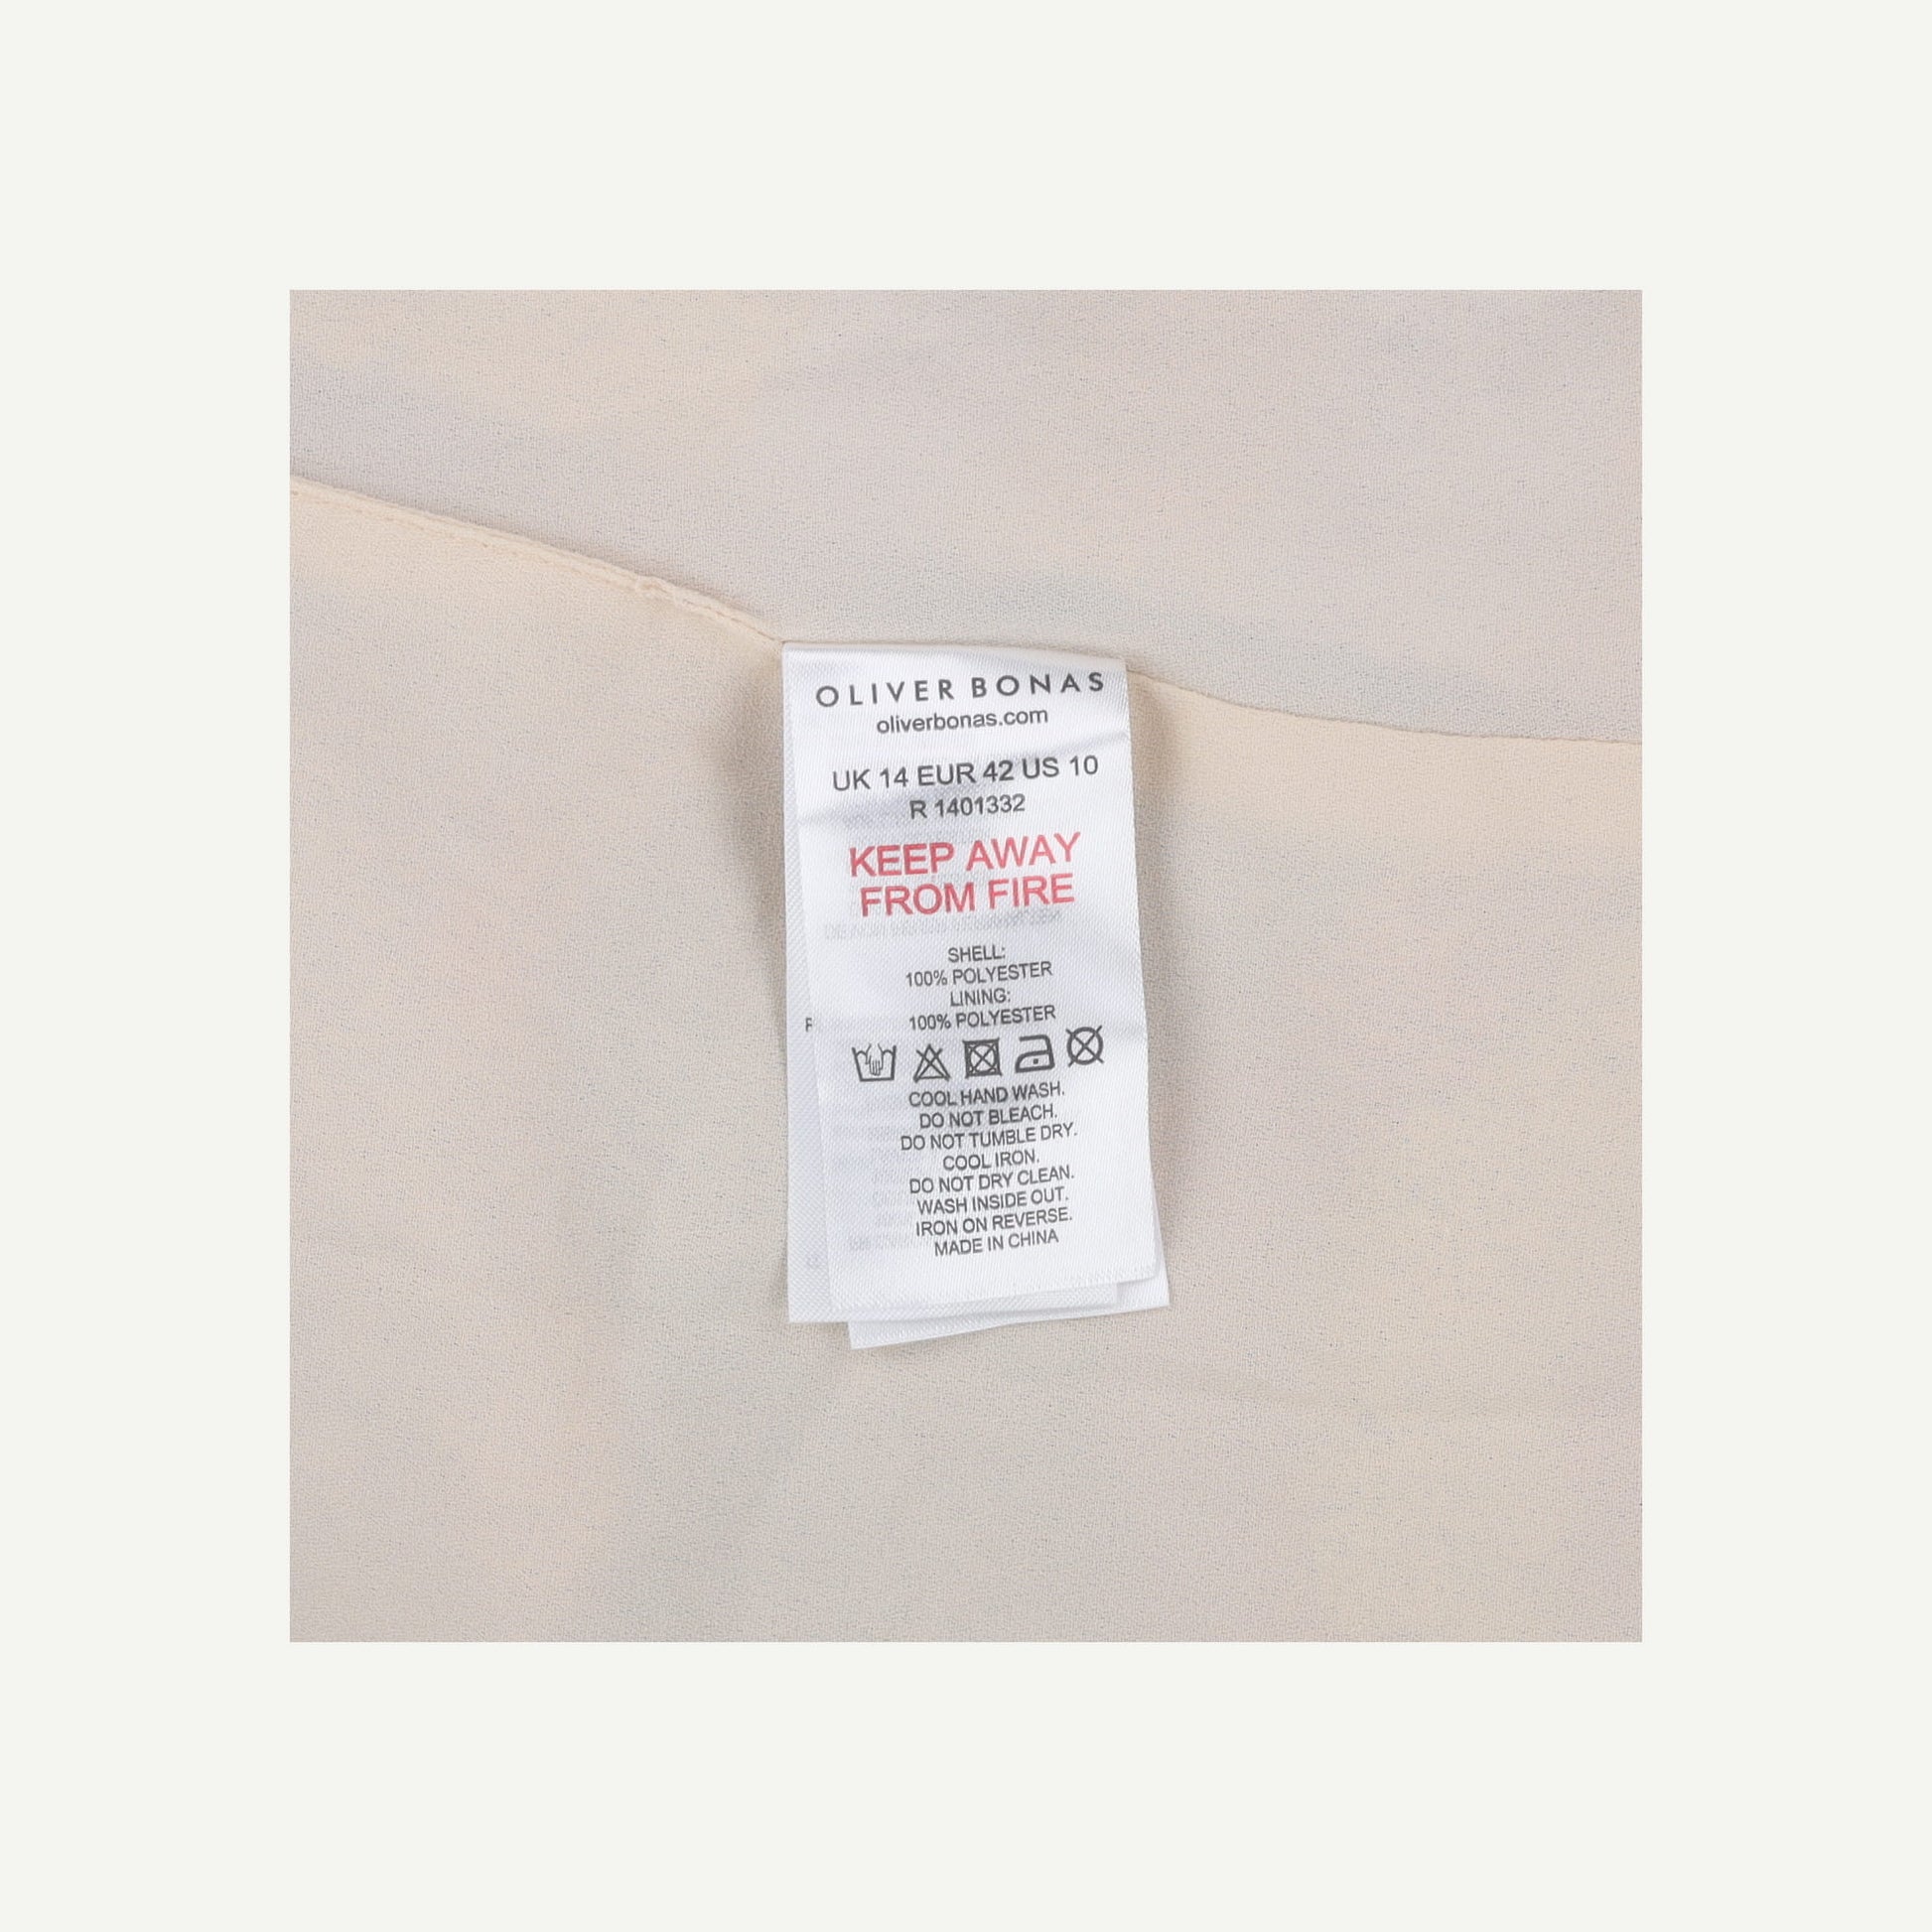 OLIVER BONAS
oliverbonas.com
UK 14 EUR 42 US 10
R 1401332
KEEP AWAY
FROM FIRE
SHELL:
100% POLYESTER
LINING:
100% POLYESTER
COOL HAND WASH.
DO NOT BLEACH.
DO NOT TUMBLE DRY.
COOL IRON.
DO NOT DRY CLEAN.
WASH INSIDE OUT.
IRON ON REVERSE.
MADE IN CHINA